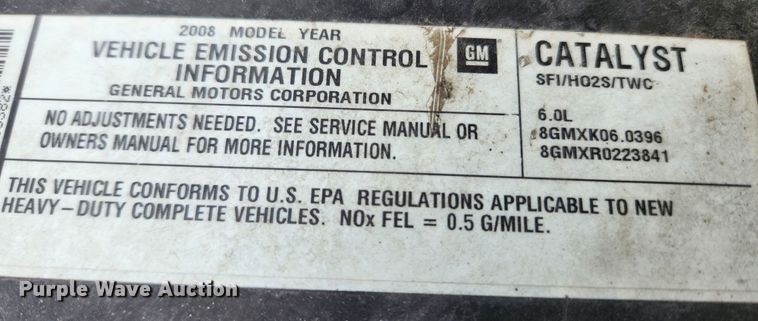 2008 MODEL YEAR
VEHICLE EMISSION CONTROL
INFORMATION
GENERAL MOTORS CORPORATION
GM
CATALYST
SFI/HO2S/TWC
NO ADJUSTMENTS NEEDED. SEE SERVICE MANUAL OR
OWNERS MANUAL FOR MORE INFORMATION.
6.0L
8GMXK06.0396
8GMXR0223841
THIS VEHICLE CONFORMS TO U.S. EPA REGULATIONS APPLICABLE TO NEW
HEAVY-DUTY COMPLETE VEHICLES. NOx FEL = 0.5 G/MILE.
Purple Wave Auction